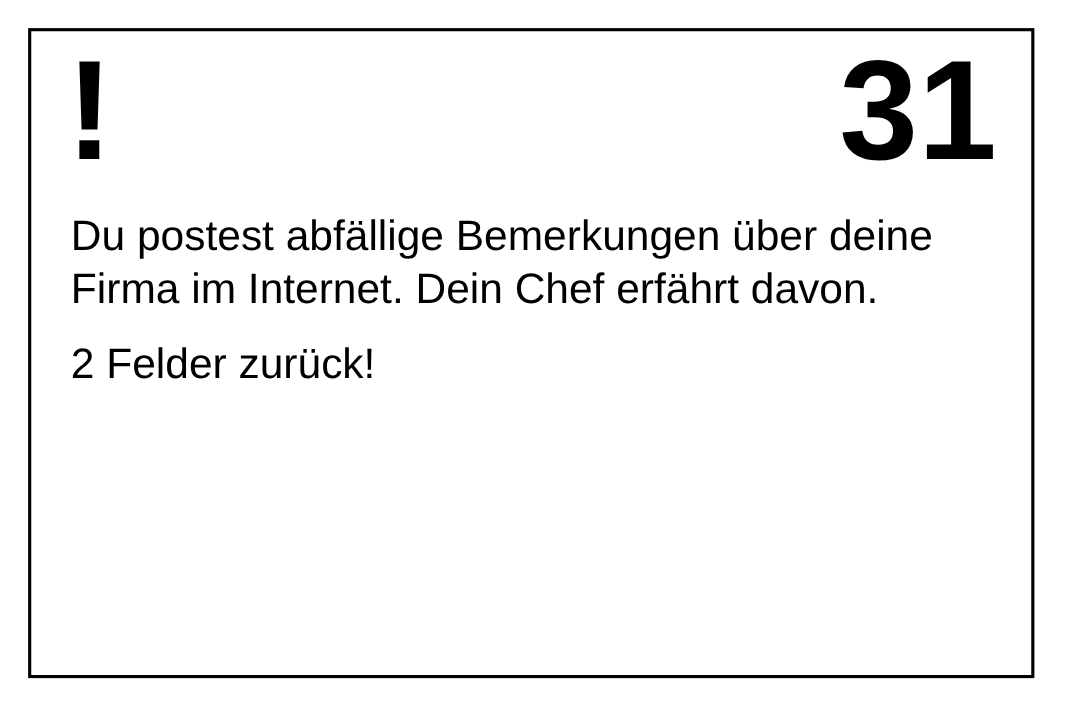 ! 31
Du postest abfällige Bemerkungen über deine
Firma im Internet. Dein Chef erfährt davon.
2 Felder zurück!